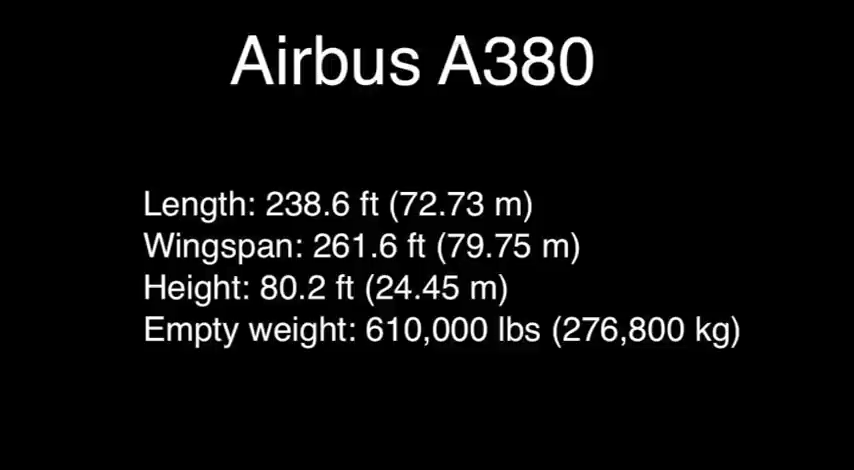 Airbus A380
Length: 238.6 ft (72.73 m)
Wingspan: 261.6 ft (79.75 m)
Height: 80.2 ft (24.45 m)
Empty weight: 610,000 lbs (276,800 kg)